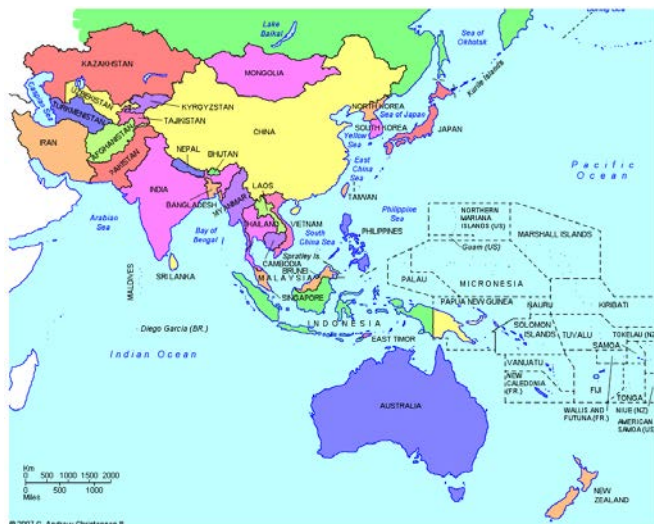 Bering Sea
Lake
Baikal
Sea of
Okhotsk
KAZAKHSTAN
MONGOLIA
Kurile Islands
Caspian Sea
UZBEKISTAN
KYRGYZSTAN
TURKMENISTAN
TAJIKISTAN
NORTH KOREA
Sea of Japan
SOUTH KOREA
JAPAN
Yellow
Sea
CHINA
AFGHANISTAN
IRAN
PAKISTAN
NEPAL
BHUTAN
East
China
Sea
Pacific
Ocean
INDIA
LAOS
TAIWAN
BANGLADESH
MYANMAR
Arabian
Sea
Bay of
Bengal
THAILAND
VIETNAM
South
China Sea
Philippine
Sea
PHILIPPINES
NORTHERN
MARIANA
ISLANDS (US)
Guam (US)
MARSHALL ISLANDS
Spratley Is.
CAMBODIA
BRUNEI
MALAYSIA
SRI LANKA
MALDIVES
PALAU
MICRONESIA
SINGAPORE
PAPUA NEW GUINEA
NAURU
KIRIBATI
Diego Garcia (BR.)
INDONESIA
SOLOMON
ISLANDS
TUVALU
TOKELAU (NZ
SAMOA
EAST TIMOR
Indian Ocean
VANUATU
NEW
CALEDONIA
(FR.)
FIJI
TONGA
WALLIS AND
FUTUNA (FR.)
NIUE (NZ)
AMERICAN
SAMOA (US
AUSTRALIA
Km
0 500 1000 1500 2000
0 500 1000
Miles
NEW
ZEALAND